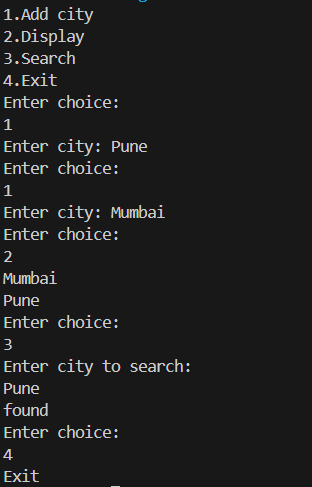 1.Add city
2.Display
3.Search
4.Exit
Enter choice:
1
Enter city: Pune
Enter choice:
1
Enter city: Mumbai
Enter choice:
2
Mumbai
Pune
Enter choice:
3
Enter city to search:
Pune
found
Enter choice:
4
Exit